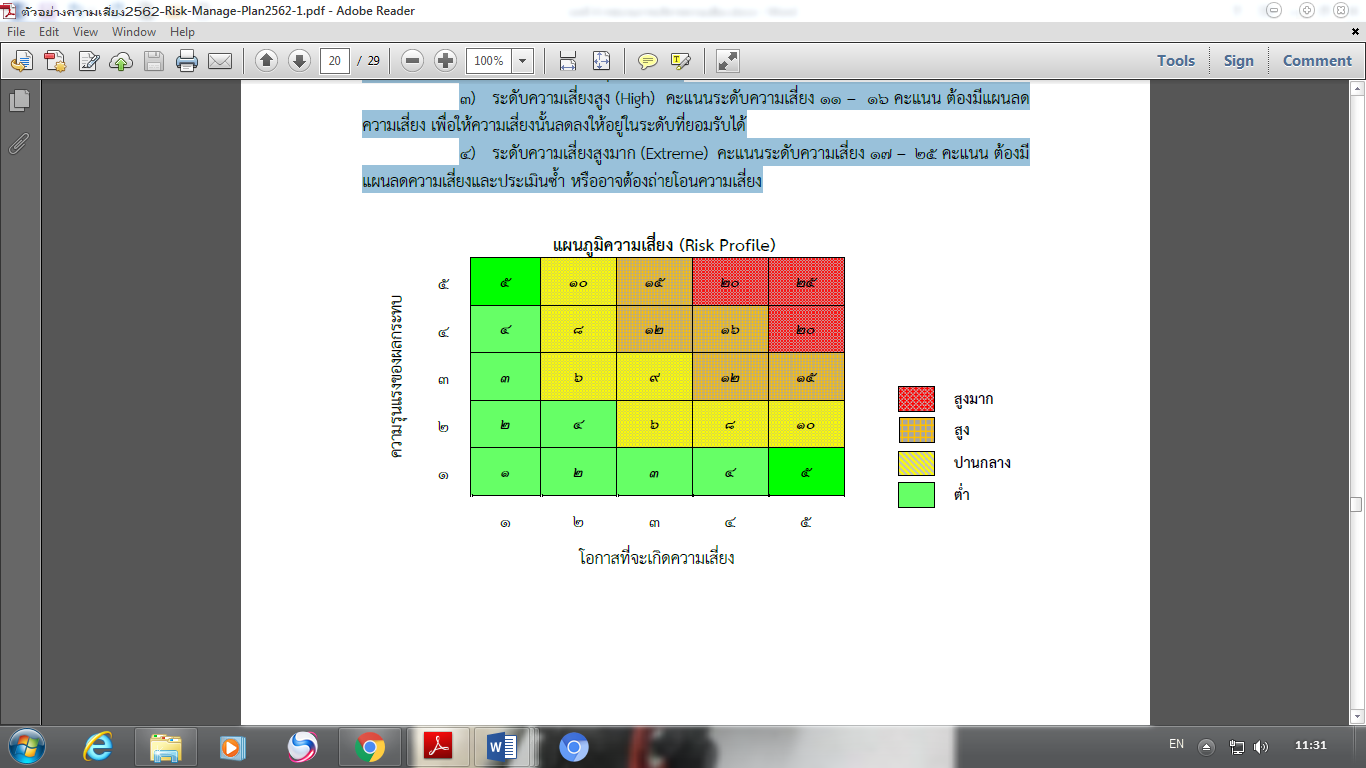 ตัวอย่างความเสี่ยง2562-Risk-Manage-Plan2562-1.pdf - Adobe Reader
File Edit View Window Help
20 / 29 100% Tools Sign Comment
๓) ระดับความเสี่ยงสูง (High) คะแนนระดับความเสี่ยง ๑๑ – ๑๖ คะแนน ต้องมีแผนลด
ความเสี่ยง เพื่อให้ความเสี่ยงนั้นลดลงให้อยู่ในระดับที่ยอมรับได้
๔) ระดับความเสี่ยงสูงมาก (Extreme) คะแนนระดับความเสี่ยง ๑๗ – ๒๕ คะแนน ต้องมี
แผนลดความเสี่ยงและประเมินซ้ำ หรืออาจต้องถ่ายโอนความเสี่ยง
แผนภูมิความเสี่ยง (Risk Profile)
ความรุนแรงของผลกระทบ
๕ ๕ ๑๐ ๑๕ ๒๐ ๒๕
๔ ๔ ๘ ๑๒ ๑๖ ๒๐
๓ ๓ ๖ ๙ ๑๒ ๑๕
๒ ๒ ๔ ๖ ๘ ๑๐
๑ ๑ ๒ ๓ ๔ ๕
๑ ๒ ๓ ๔ ๕
โอกาสที่จะเกิดความเสี่ยง
สูงมาก
สูง
ปานกลาง
ต่ำ
EN 11:31